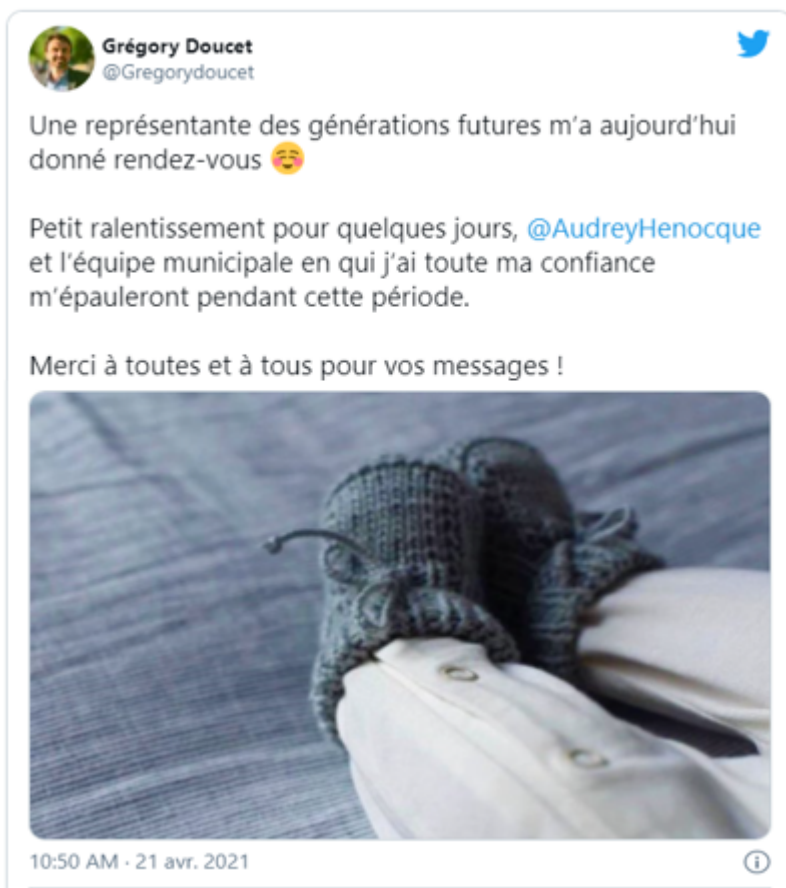 Grégory Doucet
@Gregorydoucet
Une représentante des générations futures m’a aujourd’hui
donné rendez-vous ☺️
Petit ralentissement pour quelques jours, @AudreyHenocque
et l’équipe municipale en qui j’ai toute ma confiance
m’épauleront pendant cette période.
Merci à toutes et à tous pour vos messages !
10:50 AM · 21 avr. 2021